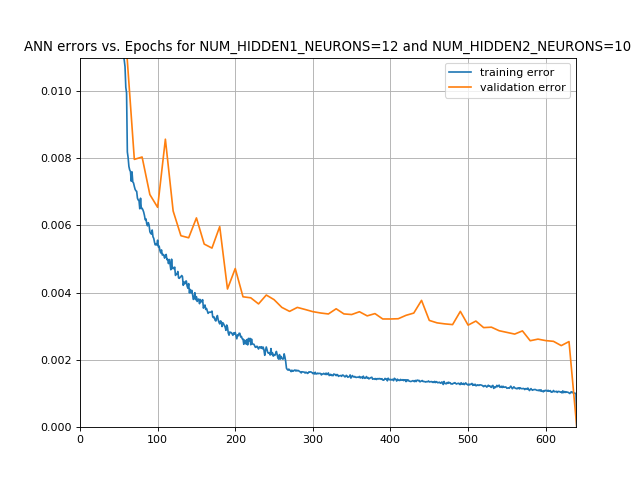 ANN errors vs. Epochs for NUM_HIDDEN1_NEURONS=12 and NUM_HIDDEN2_NEURONS=10
training error
validation error
0.010
0.008
0.006
0.004
0.002
0.000
0 100 200 300 400 500 600